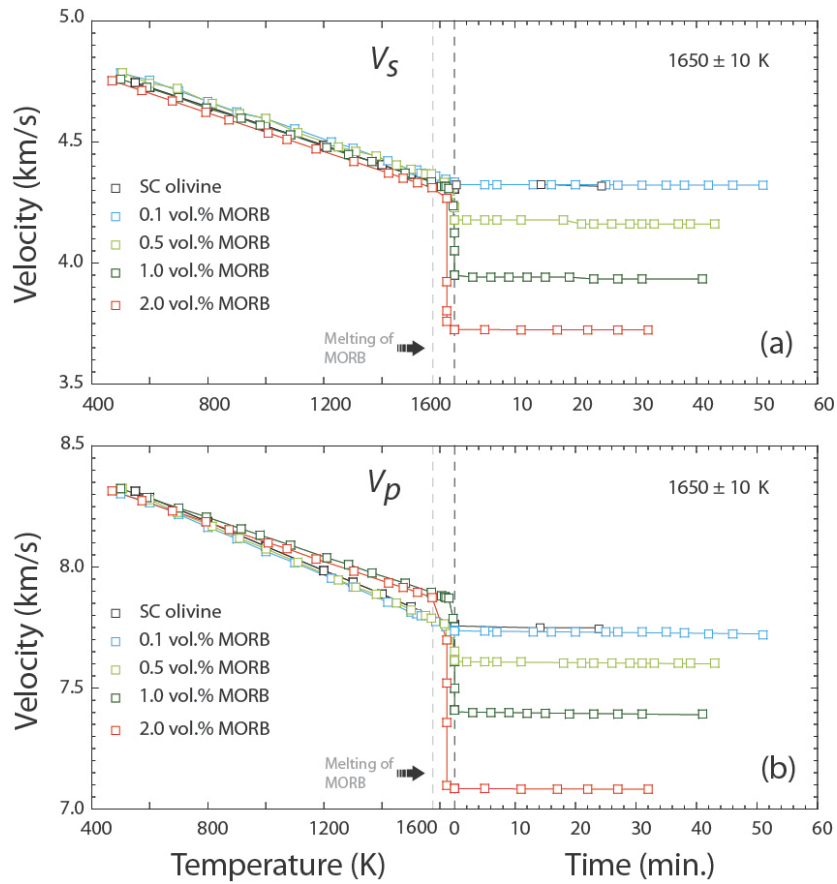 5.0
Vs
1650 ± 10 K
4.5
Velocity (km/s)
SC olivine
0.1 vol.% MORB
0.5 vol.% MORB
4.0
1.0 vol.% MORB
2.0 vol.% MORB
Melting of
MORB
(a)
3.5
400 800 1200 1600 10 20 30 40 50 60
8.5
Vp
1650 ± 10 K
8.0
Velocity (km/s)
SC olivine
0.1 vol.% MORB
0.5 vol.% MORB
7.5
1.0 vol.% MORB
2.0 vol.% MORB
Melting of
MORB
(b)
7.0
400 800 1200 1600 0 10 20 30 40 50 60
Temperature (K) Time (min.)